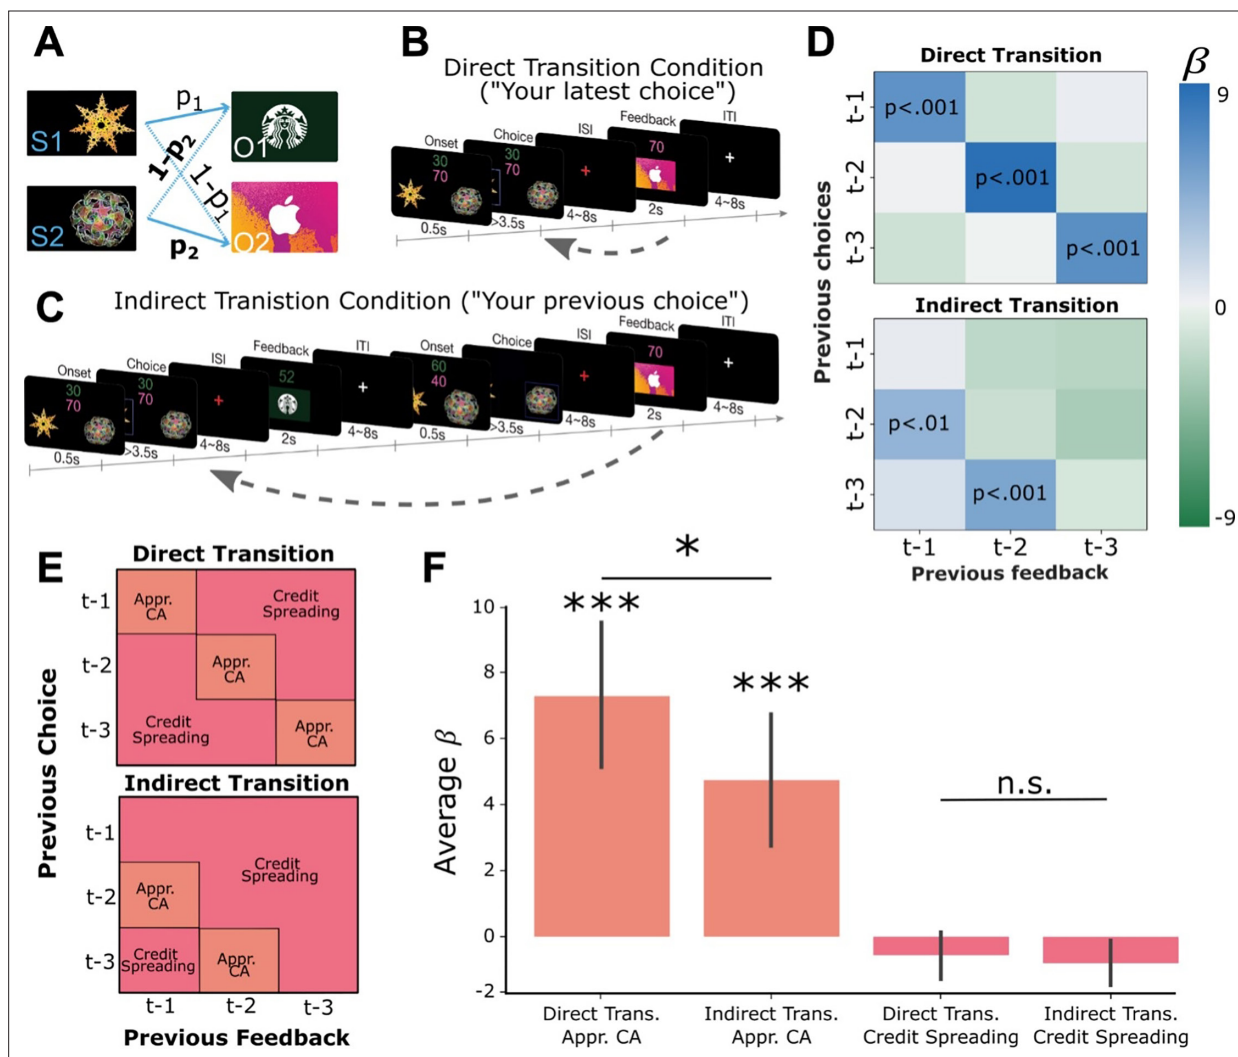 A
S1
S2
p1
1-p2
1-p1
p2
O1
O2
B
Direct Transition Condition
("Your latest choice")
Onset
Choice
ISI
Feedback
ITI
30
70
30
70
70
0.5s
>3.5s
4~8s
2s
4~8s
C
Indirect Tranistion Condition ("Your previous choice")
Onset
Choice
ISI
Feedback
ITI
Onset
Choice
ISI
Feedback
ITI
30
70
30
70
52
60
40
70
0.5s
>3.5s
4~8s
2s
4~8s
0.5s
>3.5s
4~8s
2s
4~8s
D
Direct Transition
β
9
0
-9
Previous choices
t-1
t-2
t-3
p<.001
p<.001
p<.001
Indirect Transition
t-1
t-2
t-3
p<.01
p<.001
t-1
t-2
t-3
Previous feedback
E
Direct Transition
Previous Choice
t-1
t-2
t-3
Appr.
CA
Credit
Spreading
Appr.
CA
Credit
Spreading
Appr.
CA
Indirect Transition
t-1
t-2
t-3
Credit
Spreading
Appr.
CA
Credit
Spreading
Appr.
CA
t-1
t-2
t-3
Previous Feedback
F
*
***
***
n.s.
Average β
10
8
6
4
2
0
-2
Direct Trans.
Appr. CA
Indirect Trans.
Appr. CA
Direct Trans.
Credit Spreading
Indirect Trans.
Credit Spreading